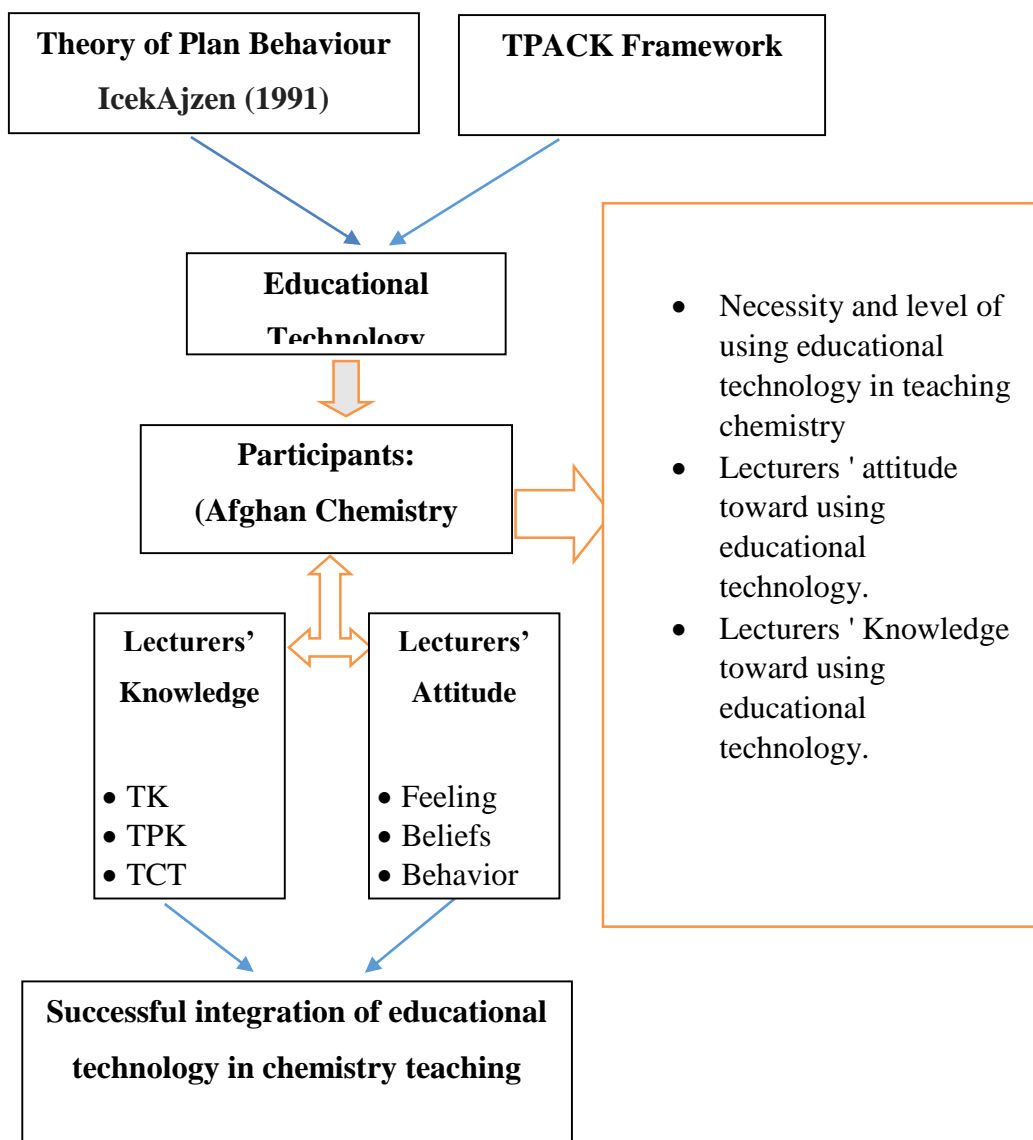 Theory of Plan Behaviour
IcekAjzen (1991)
TPACK Framework
Educational
Technology
Participants:
(Afghan Chemistry
• Necessity and level of
using educational
technology in teaching
chemistry
• Lecturers ' attitude
toward using
educational
technology.
• Lecturers ' Knowledge
toward using
educational
technology.
Lecturers’
Knowledge
• TK
• TPK
• TCT
Lecturers’
Attitude
• Feeling
• Beliefs
• Behavior
Successful integration of educational
technology in chemistry teaching